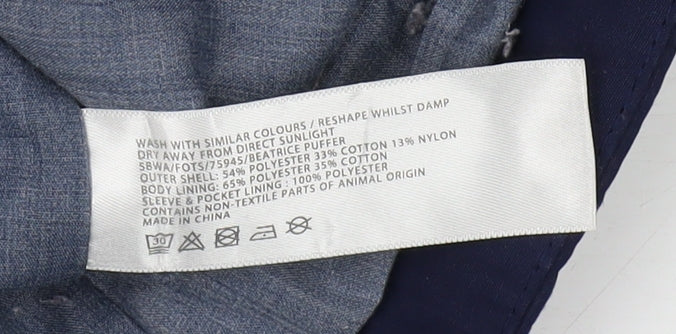 WASH WITH SIMILAR COLOURS / RESHAPE WHILST DAMP
DRY AWAY FROM DIRECT SUNLIGHT
SBWA/FOTS/75945/BEATRICE PUFFER
OUTER SHELL: 54% POLYESTER 33% COTTON 13% NYLON
BODY LINING: 65% POLYESTER 35% COTTON
SLEEVE & POCKET LINING : 100% POLYESTER
CONTAINS NON-TEXTILE PARTS OF ANIMAL ORIGIN
MADE IN CHINA
30